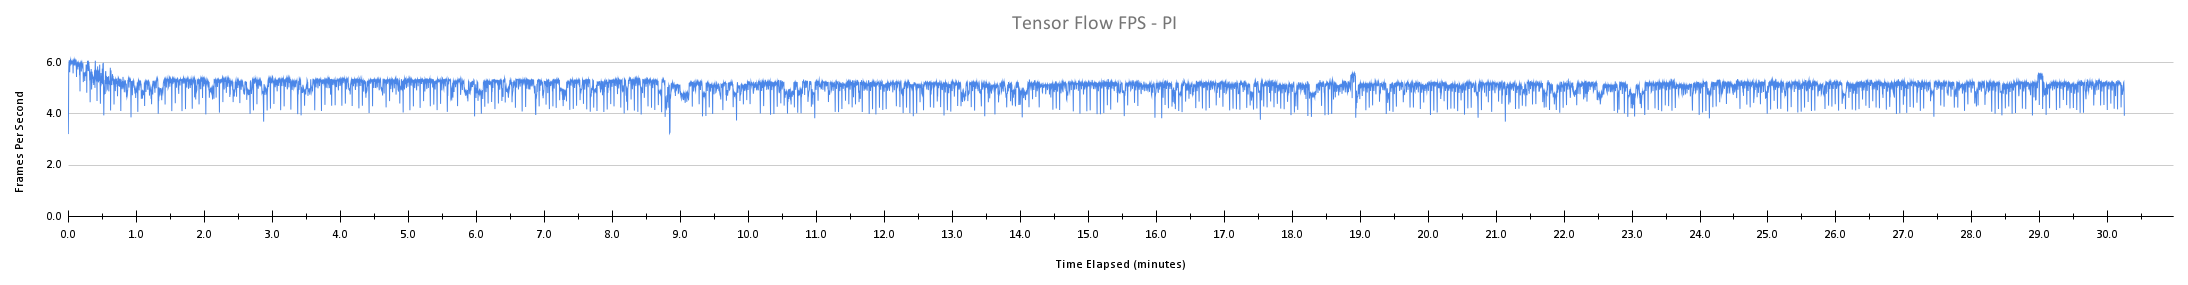 Tensor Flow FPS - PI
Frames Per Second
6.0
4.0
2.0
0.0
0.0 1.0 2.0 3.0 4.0 5.0 6.0 7.0 8.0 9.0 10.0 11.0 12.0 13.0 14.0 15.0 16.0 17.0 18.0 19.0 20.0 21.0 22.0 23.0 24.0 25.0 26.0 27.0 28.0 29.0 30.0
Time Elapsed (minutes)